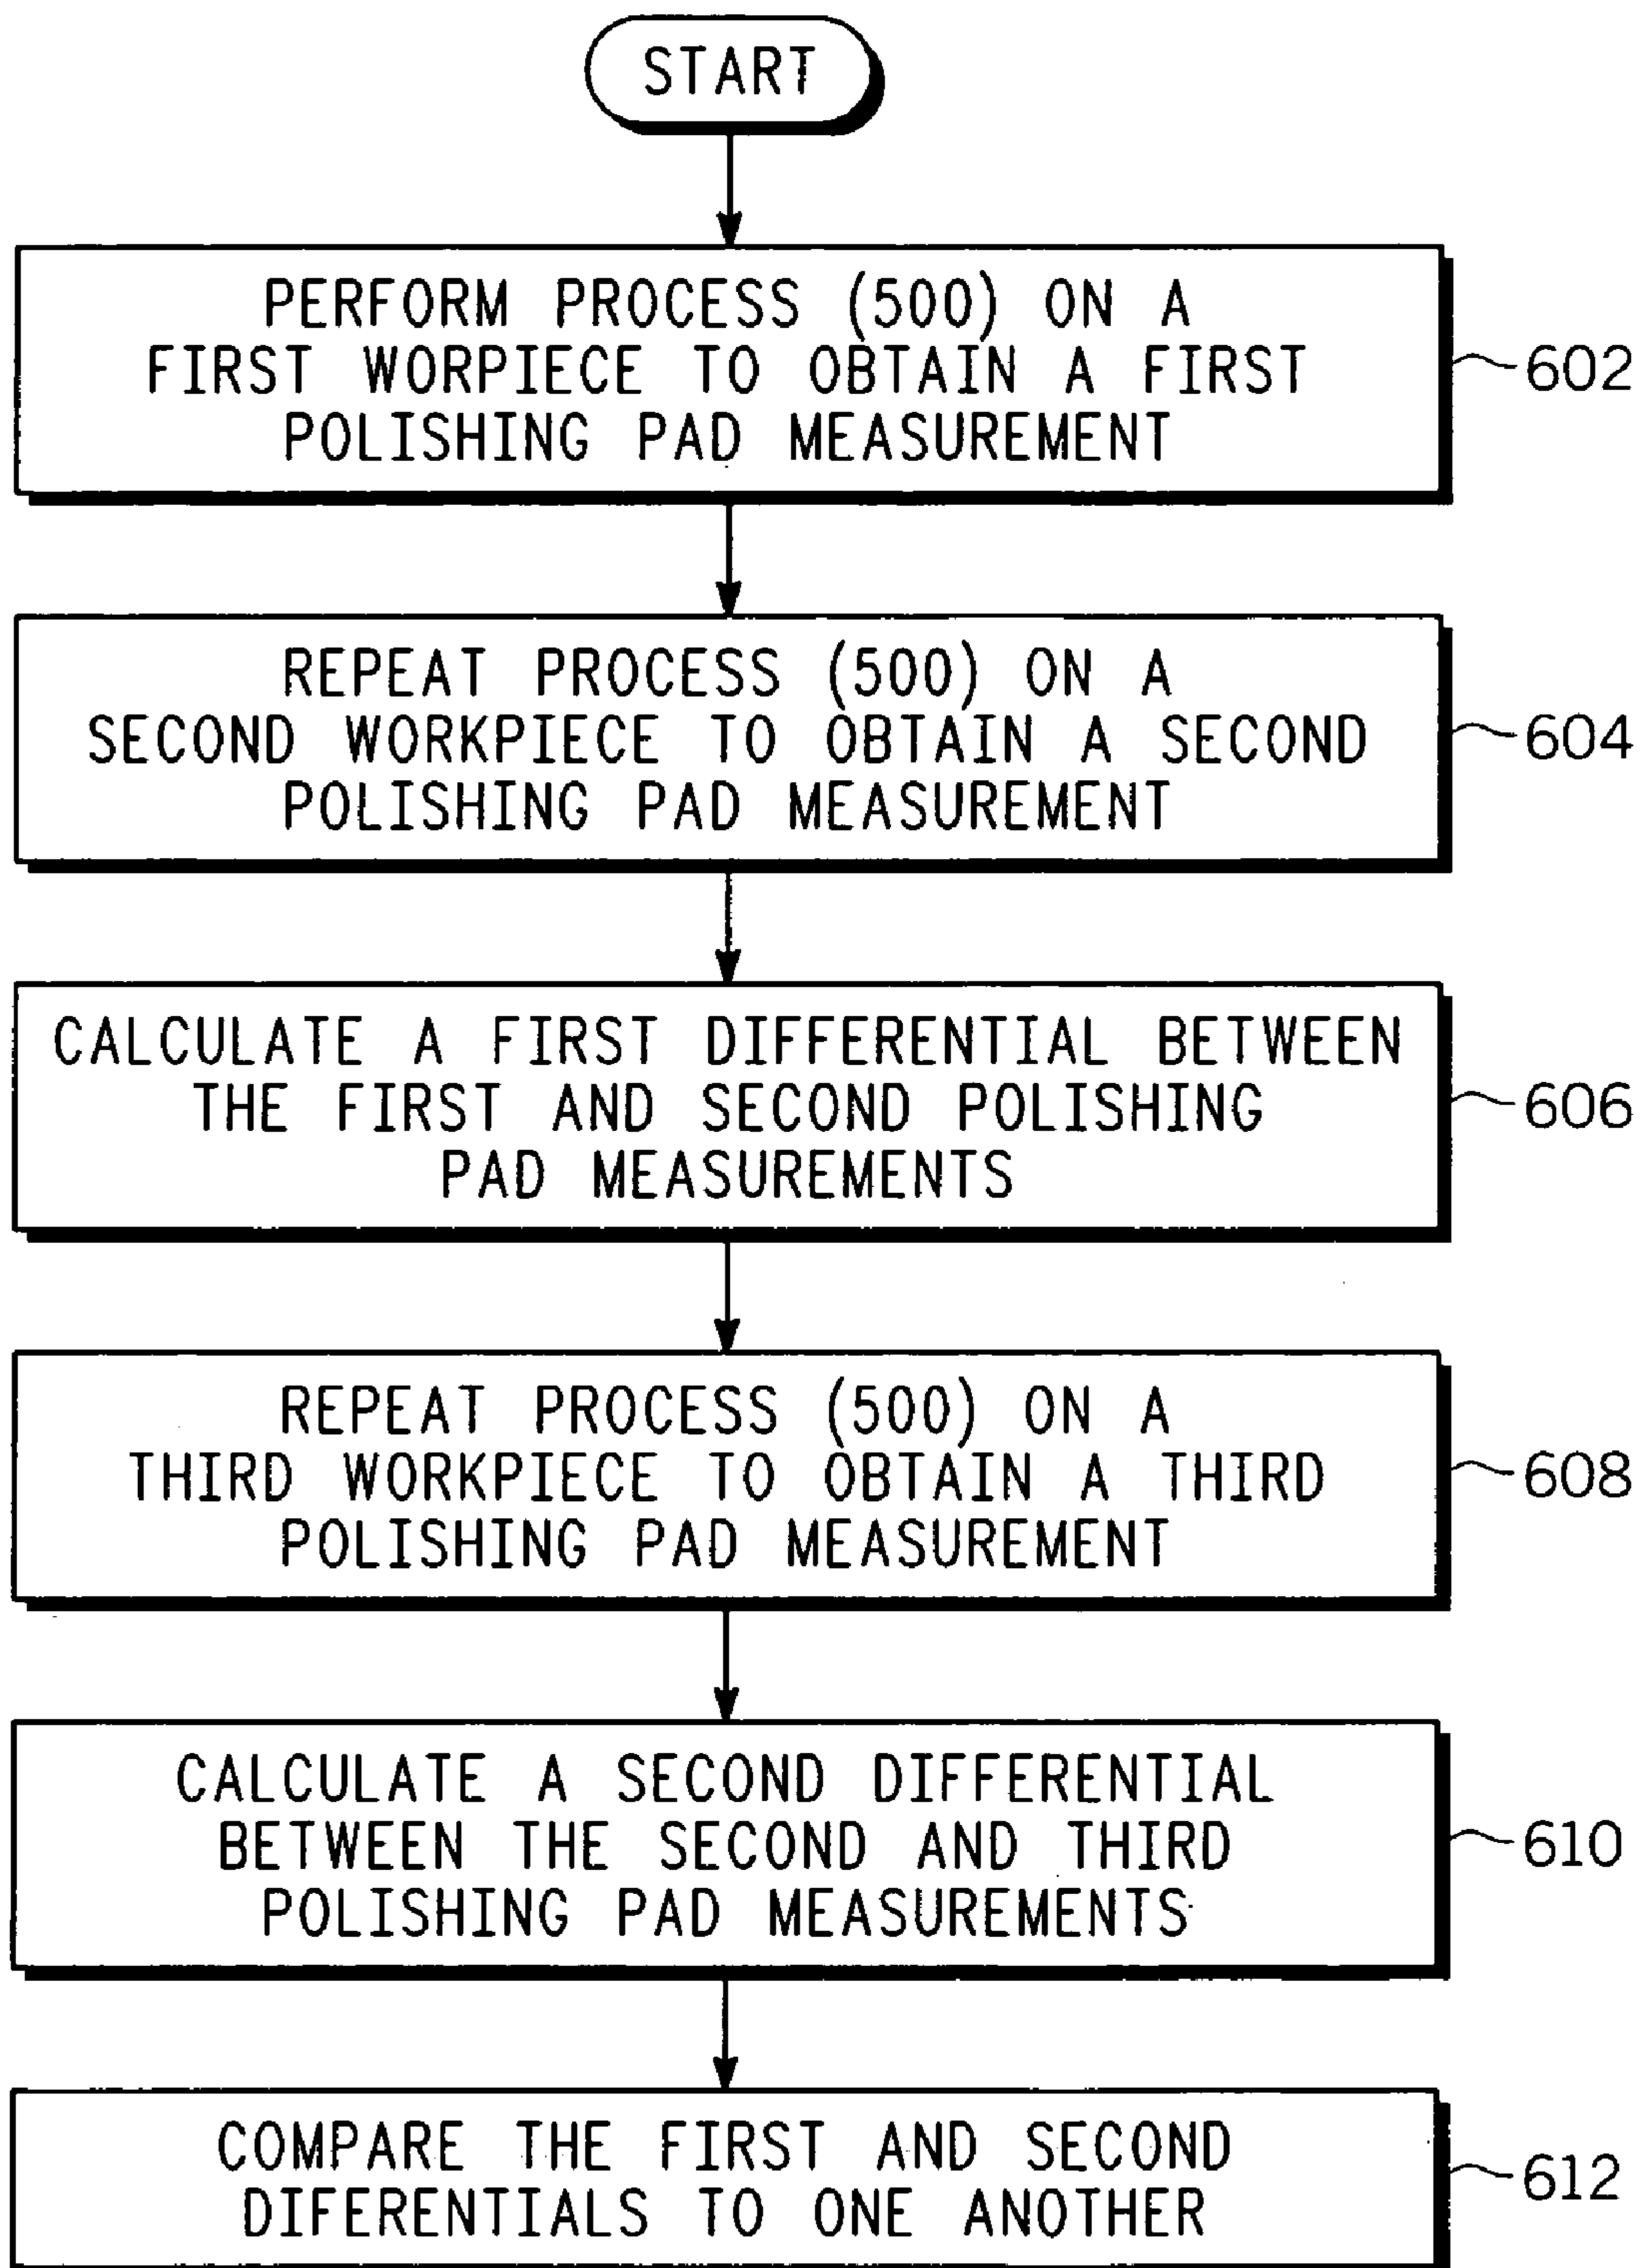 START
PERFORM PROCESS (500) ON A
FIRST WORPIECE TO OBTAIN A FIRST
POLISHING PAD MEASUREMENT
602
REPEAT PROCESS (500) ON A
SECOND WORKPIECE TO OBTAIN A SECOND
POLISHING PAD MEASUREMENT
604
CALCULATE A FIRST DIFFERENTIAL BETWEEN
THE FIRST AND SECOND POLISHING
PAD MEASUREMENTS
606
REPEAT PROCESS (500) ON A
THIRD WORKPIECE TO OBTAIN A THIRD
POLISHING PAD MEASUREMENT
608
CALCULATE A SECOND DIFFERENTIAL
BETWEEN THE SECOND AND THIRD
POLISHING PAD MEASUREMENTS
610
COMPARE THE FIRST AND SECOND
DIFERENTIALS TO ONE ANOTHER
612